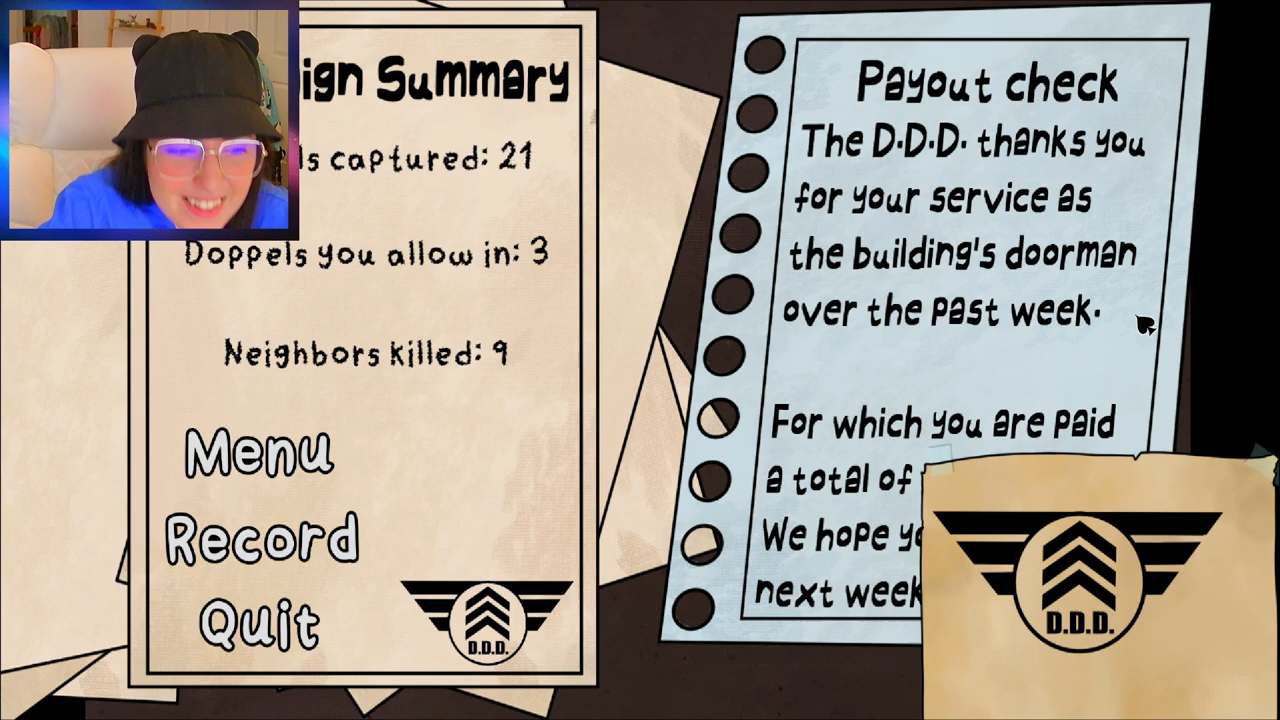 ign Summary
ls captured: 21
Doppels you allow in: 3
Neighbors killed: 9
Menu
Record
Quit
D.D.D.
Payout check
The D.D.D. thanks you
for your service as
the building's doorman
over the past week.
For which you are paid
a total of
We hope yo
next week
D.D.D.